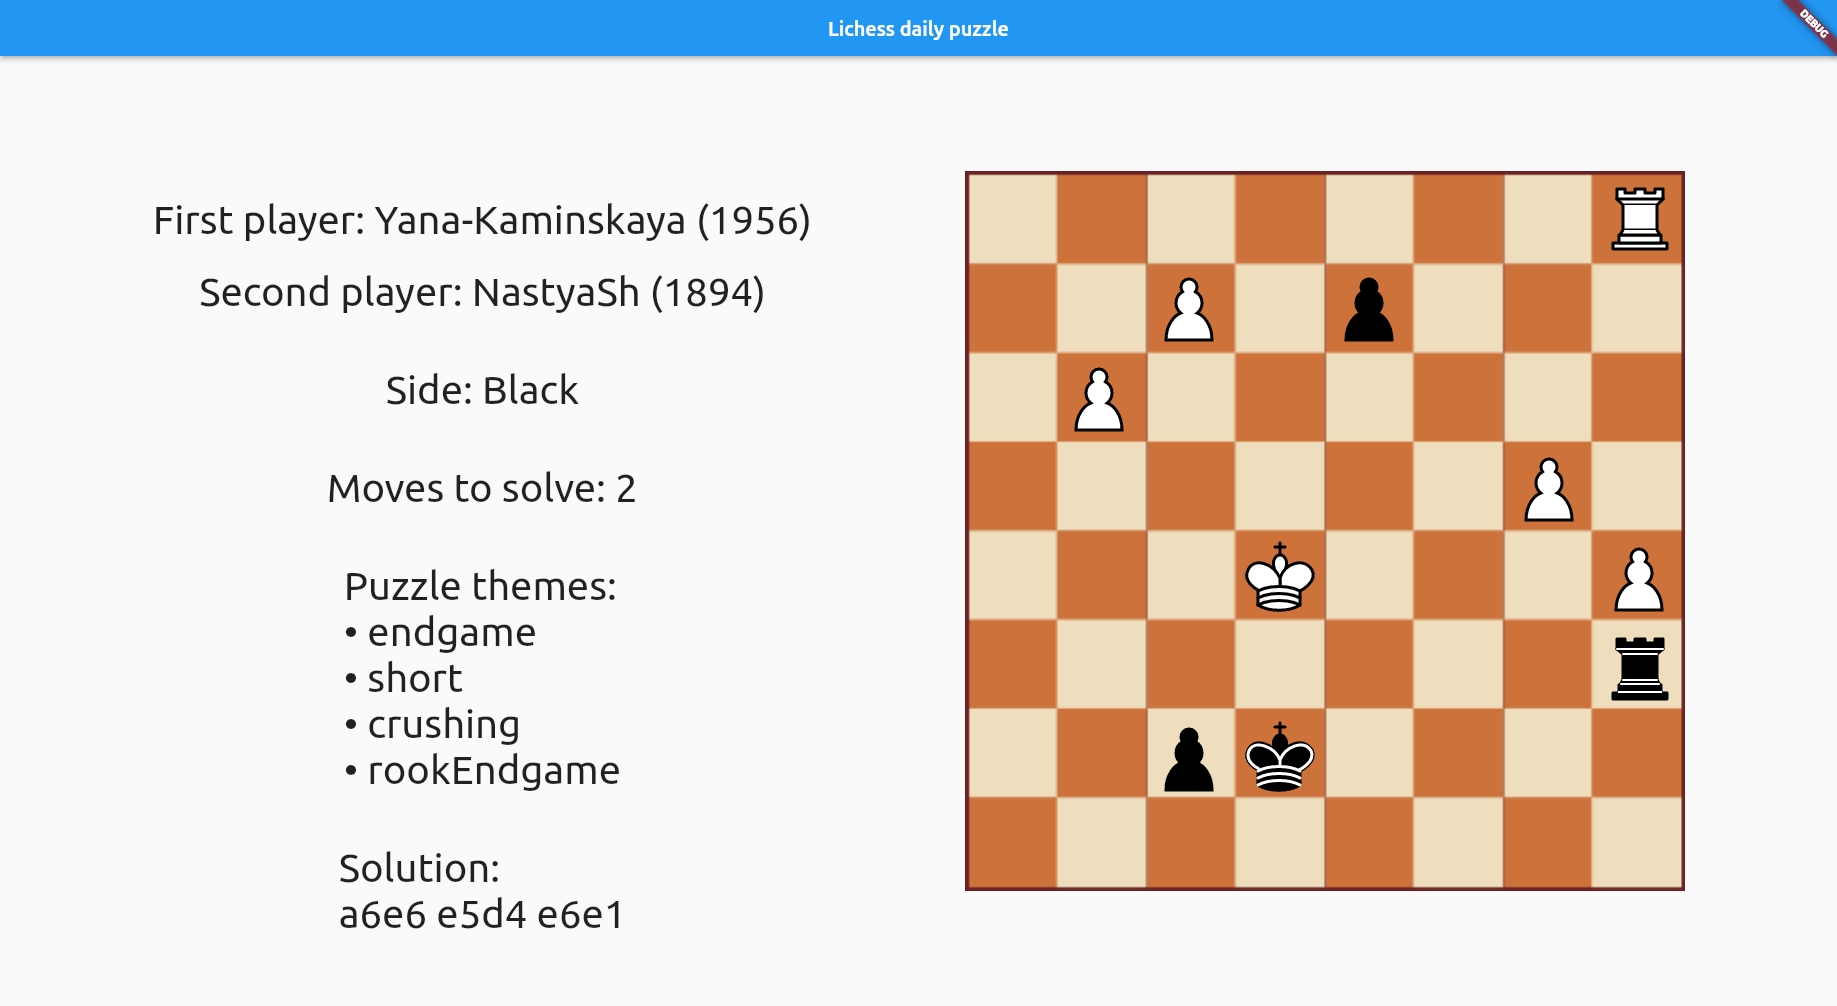 Lichess daily puzzle
DEBUG
First player: Yana-Kaminskaya (1956)
Second player: NastyaSh (1894)
Side: Black
Moves to solve: 2
Puzzle themes:
• endgame
• short
• crushing
• rookEndgame
Solution:
a6e6 e5d4 e6e1